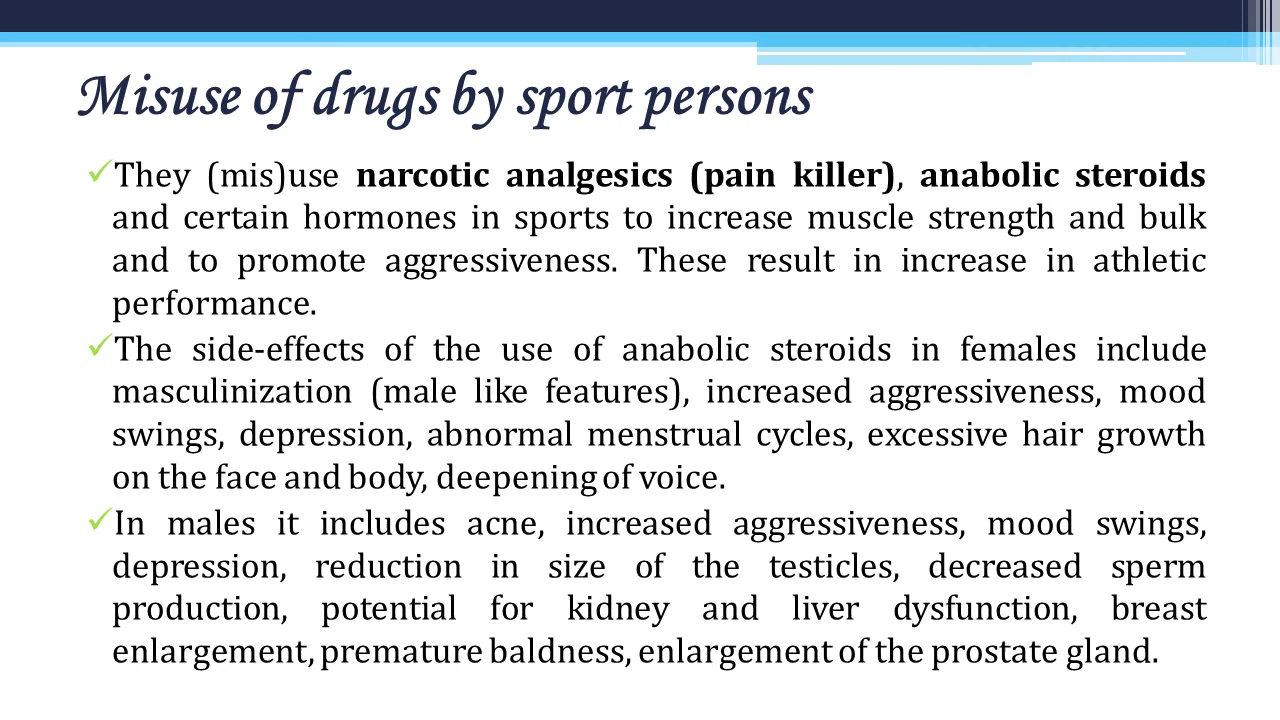 Misuse of drugs by sport persons
✓They (mis)use narcotic analgesics (pain killer), anabolic steroids
and certain hormones in sports to increase muscle strength and bulk
and to promote aggressiveness. These result in increase in athletic
performance.
✓The side-effects of the use of anabolic steroids in females include
masculinization (male like features), increased aggressiveness, mood
swings, depression, abnormal menstrual cycles, excessive hair growth
on the face and body, deepening of voice.
✓In males it includes acne, increased aggressiveness, mood swings,
depression, reduction in size of the testicles, decreased sperm
production, potential for kidney and liver dysfunction, breast
enlargement, premature baldness, enlargement of the prostate gland.